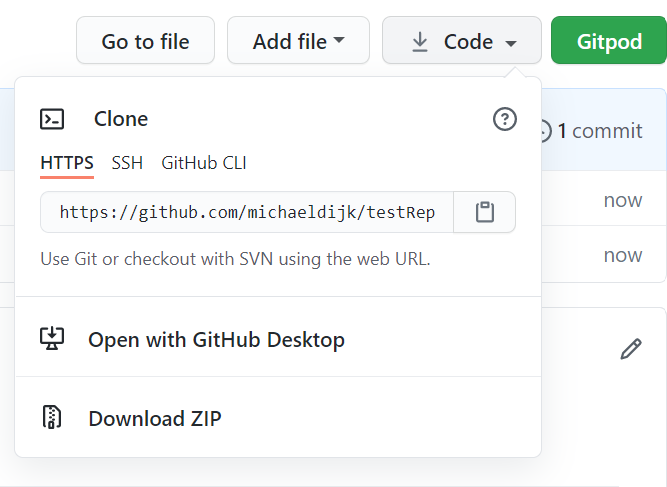 Go to file
Add file
Code
Gitpod
Clone
1 commit
HTTPS SSH GitHub CLI
https://github.com/michaeldijk/testRep
now
Use Git or checkout with SVN using the web URL.
now
Open with GitHub Desktop
Download ZIP